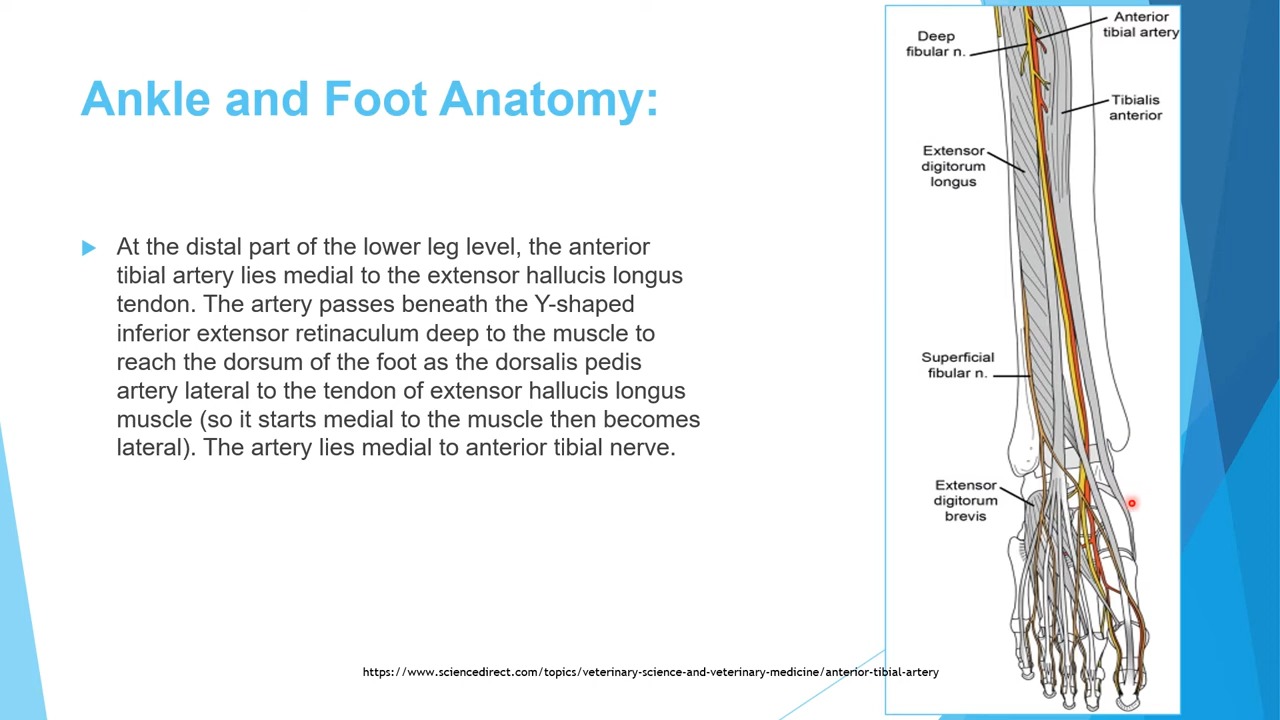 Ankle and Foot Anatomy:
At the distal part of the lower leg level, the anterior
tibial artery lies medial to the extensor hallucis longus
tendon. The artery passes beneath the Y-shaped
inferior extensor retinaculum deep to the muscle to
reach the dorsum of the foot as the dorsalis pedis
artery lateral to the tendon of extensor hallucis longus
muscle (so it starts medial to the muscle then becomes
lateral). The artery lies medial to anterior tibial nerve.
Anterior
tibial artery
Deep
fibular n.
Tibialis
anterior
Extensor
digitorum
longus
Superficial
fibular n.
Extensor
digitorum
brevis
https://www.sciencedirect.com/topics/veterinary-science-and-veterinary-medicine/anterior-tibial-artery